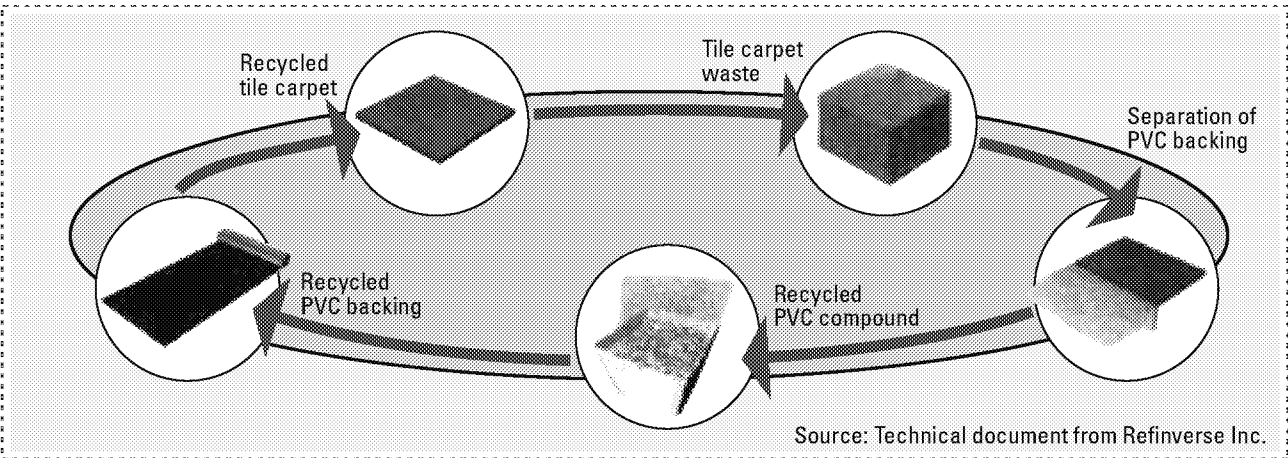 Recycled
tile carpet
Tile carpet
waste
Separation of
PVC backing
Recycled
PVC backing
Recycled
PVC compound
Source: Technical document from Refinverse Inc.